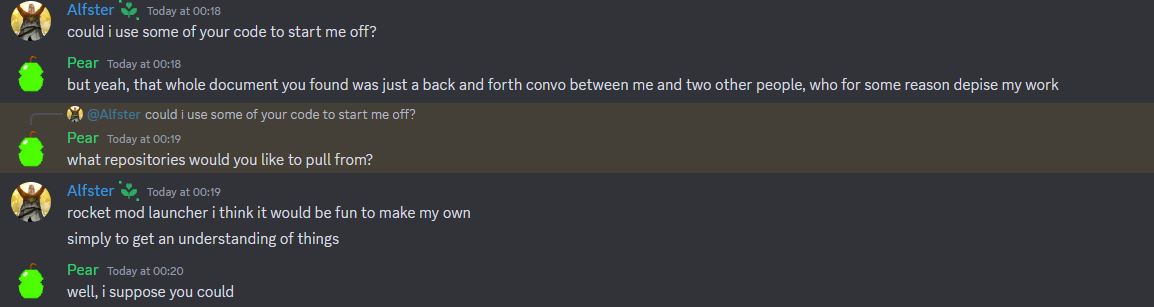 Alfster Today at 00:18
could i use some of your code to start me off?
Pear Today at 00:18
but yeah, that whole document you found was just a back and forth convo between me and two other people, who for some reason depise my work
@Alfster could i use some of your code to start me off?
Pear Today at 00:19
what repositories would you like to pull from?
Alfster Today at 00:19
rocket mod launcher i think it would be fun to make my own
simply to get an understanding of things
Pear Today at 00:20
well, i suppose you could